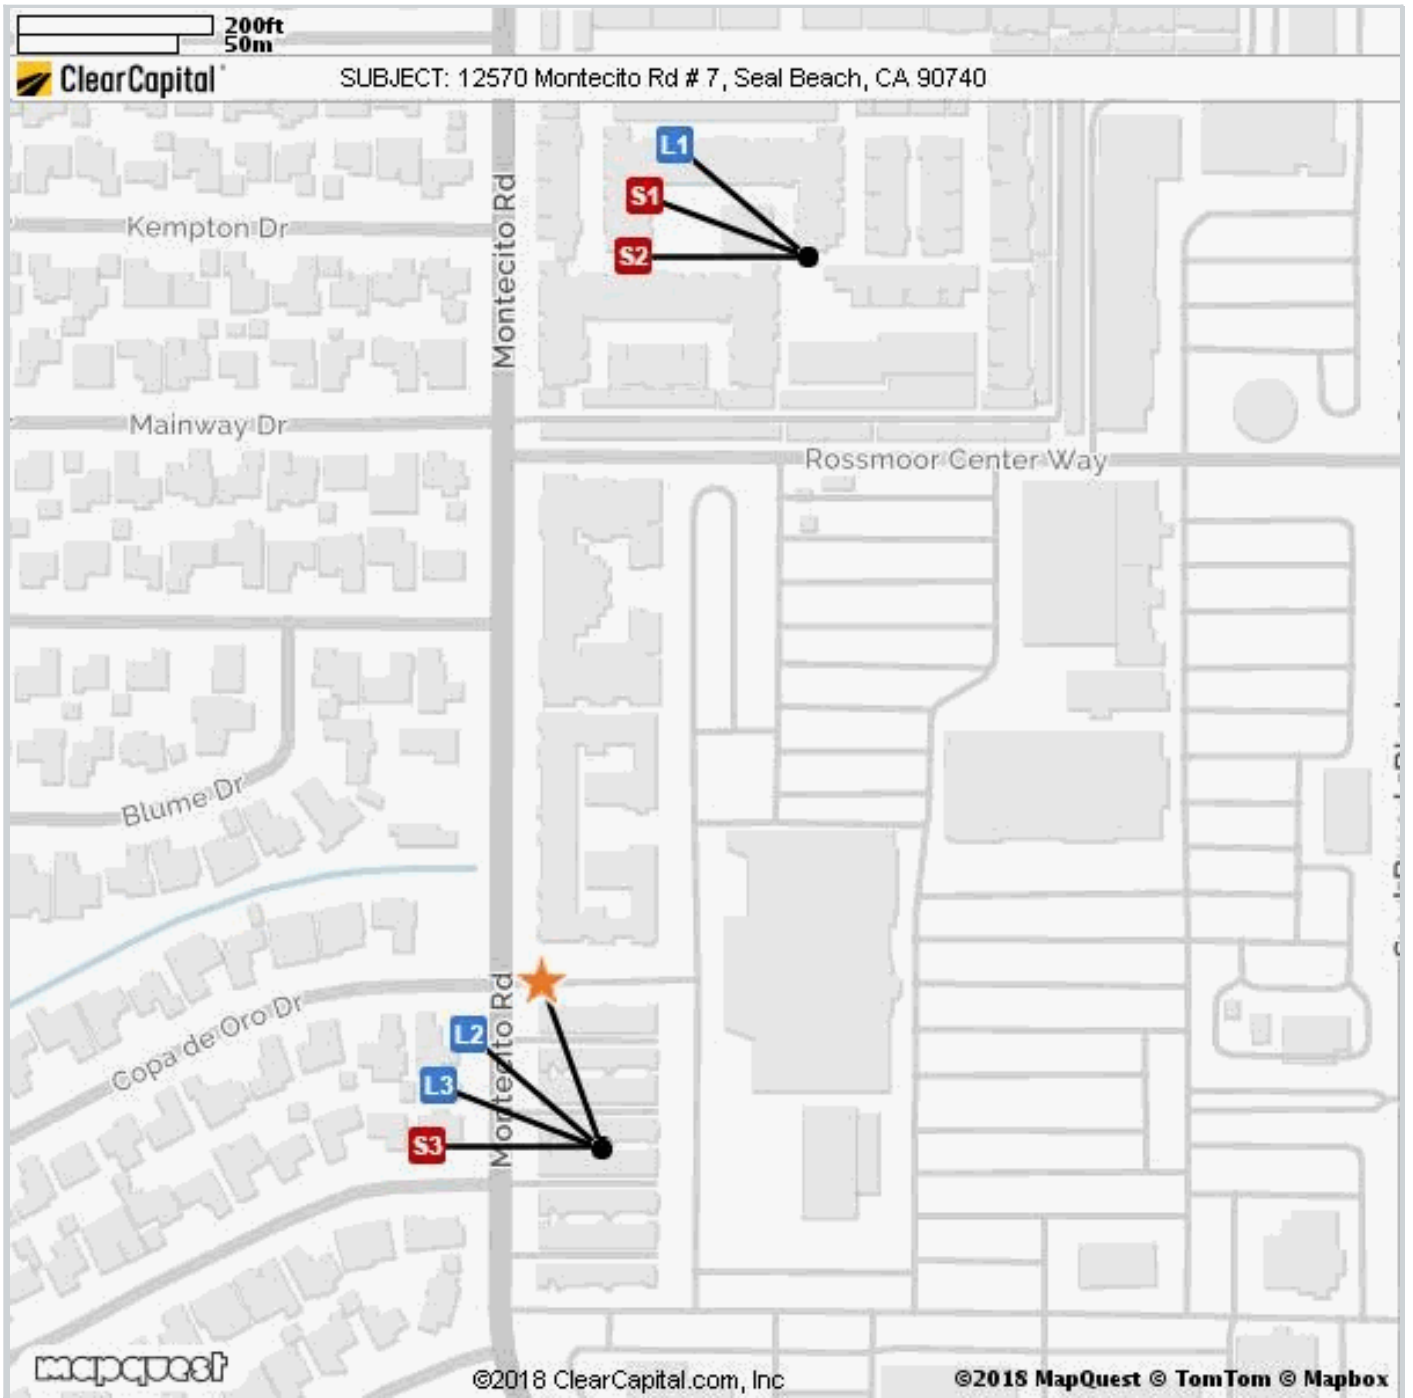 200ft
50m
ClearCapital
SUBJECT: 12570 Montecito Rd # 7, Seal Beach, CA 90740
L1
S1
S2
Montecito Rd
Kempton Dr
Mainway Dr
Rossmoor Center Way
Blume Dr
Copa de Oro Dr
Montecito Rd
L2
L3
S3
mapquest
©2018 ClearCapital.com, Inc
©2018 MapQuest © TomTom © Mapbox